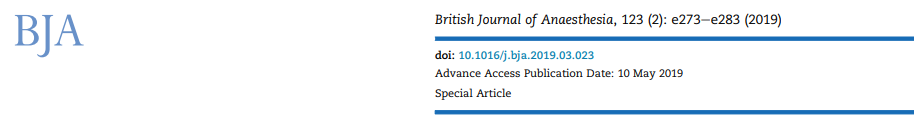 BJA
British Journal of Anaesthesia, 123 (2): e273—e283 (2019)
doi: 10.1016/j.bja.2019.03.023
Advance Access Publication Date: 10 May 2019
Special Article